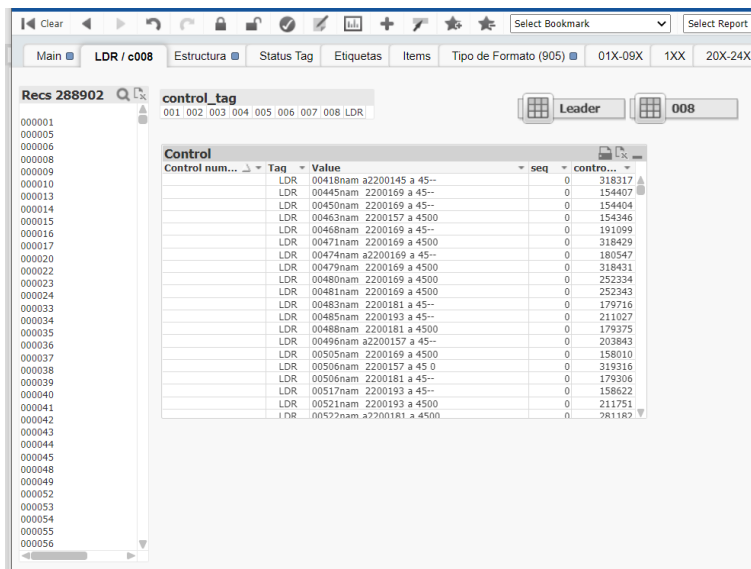 Clear Select Bookmark Select Report
Main LDR / c008 Estructura Status Tag Etiquetas Items Tipo de Formato (905) 01X-09X 1XX 20X-24X
Recs 288902
000001
000005
000006
000008
000009
000010
000013
000014
000015
000016
000017
000020
000022
000023
000024
000033
000034
000035
000036
000037
000038
000039
000040
000041
000042
000043
000044
000045
000048
000049
000052
000053
000054
000055
000056
control_tag
001 002 003 004 005 006 007 008 LDR
Leader
008
Control
Control num... Tag Value seq contro...
LDR 00418nam a2200145 a 45-- 0 318317
LDR 00445nam 2200169 a 45-- 0 154407
LDR 00450nam 2200169 a 45-- 0 154404
LDR 00463nam 2200157 a 4500 0 154346
LDR 00468nam 2200169 a 45-- 0 191099
LDR 00471nam 2200169 a 4500 0 318429
LDR 00474nam a2200169 a 45-- 0 180547
LDR 00479nam 2200169 a 4500 0 318431
LDR 00480nam 2200169 a 4500 0 252334
LDR 00481nam 2200169 a 4500 0 252343
LDR 00483nam 2200181 a 45-- 0 179716
LDR 00485nam 2200193 a 45-- 0 211027
LDR 00488nam 2200181 a 4500 0 179375
LDR 00496nam a2200157 a 45-- 0 203843
LDR 00505nam 2200169 a 4500 0 158010
LDR 00506nam 2200157 a 45 0 0 319316
LDR 00506nam 2200181 a 45-- 0 179306
LDR 00517nam 2200193 a 45-- 0 158622
LDR 00521nam 2200193 a 4500 0 211751
LDR 00522nam a2200181 a 4500 0 281182